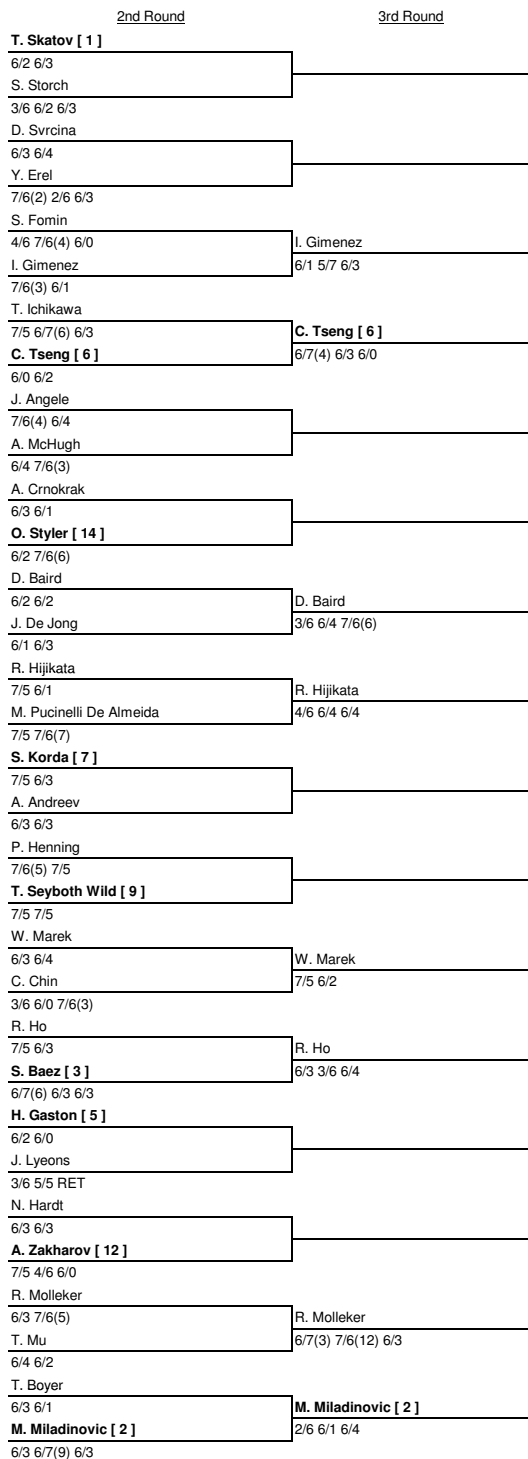 2nd Round
3rd Round
T. Skatov [ 1 ]
6/2 6/3
S. Storch
3/6 6/2 6/3
D. Svrcina
6/3 6/4
Y. Erel
7/6(2) 2/6 6/3
S. Fomin
4/6 7/6(4) 6/0
I. Gimenez
I. Gimenez
6/1 5/7 6/3
7/6(3) 6/1
T. Ichikawa
7/5 6/7(6) 6/3
C. Tseng [ 6 ]
C. Tseng [ 6 ]
6/7(4) 6/3 6/0
6/0 6/2
J. Angele
7/6(4) 6/4
A. McHugh
6/4 7/6(3)
A. Crnokrak
6/3 6/1
O. Styler [ 14 ]
6/2 7/6(6)
D. Baird
6/2 6/2
D. Baird
J. De Jong
3/6 6/4 7/6(6)
6/1 6/3
R. Hijikata
7/5 6/1
R. Hijikata
M. Pucinelli De Almeida
4/6 6/4 6/4
7/5 7/6(7)
S. Korda [ 7 ]
7/5 6/3
A. Andreev
6/3 6/3
P. Henning
7/6(5) 7/5
T. Seyboth Wild [ 9 ]
7/5 7/5
W. Marek
6/3 6/4
W. Marek
C. Chin
7/5 6/2
3/6 6/0 7/6(3)
R. Ho
7/5 6/3
R. Ho
S. Baez [ 3 ]
6/3 3/6 6/4
6/7(6) 6/3 6/3
H. Gaston [ 5 ]
6/2 6/0
J. Lyeons
3/6 5/5 RET
N. Hardt
6/3 6/3
A. Zakharov [ 12 ]
7/5 4/6 6/0
R. Molleker
6/3 7/6(5)
R. Molleker
T. Mu
6/7(3) 7/6(12) 6/3
6/4 6/2
T. Boyer
6/3 6/1
M. Miladinovic [ 2 ]
M. Miladinovic [ 2 ]
2/6 6/1 6/4
6/3 6/7(9) 6/3